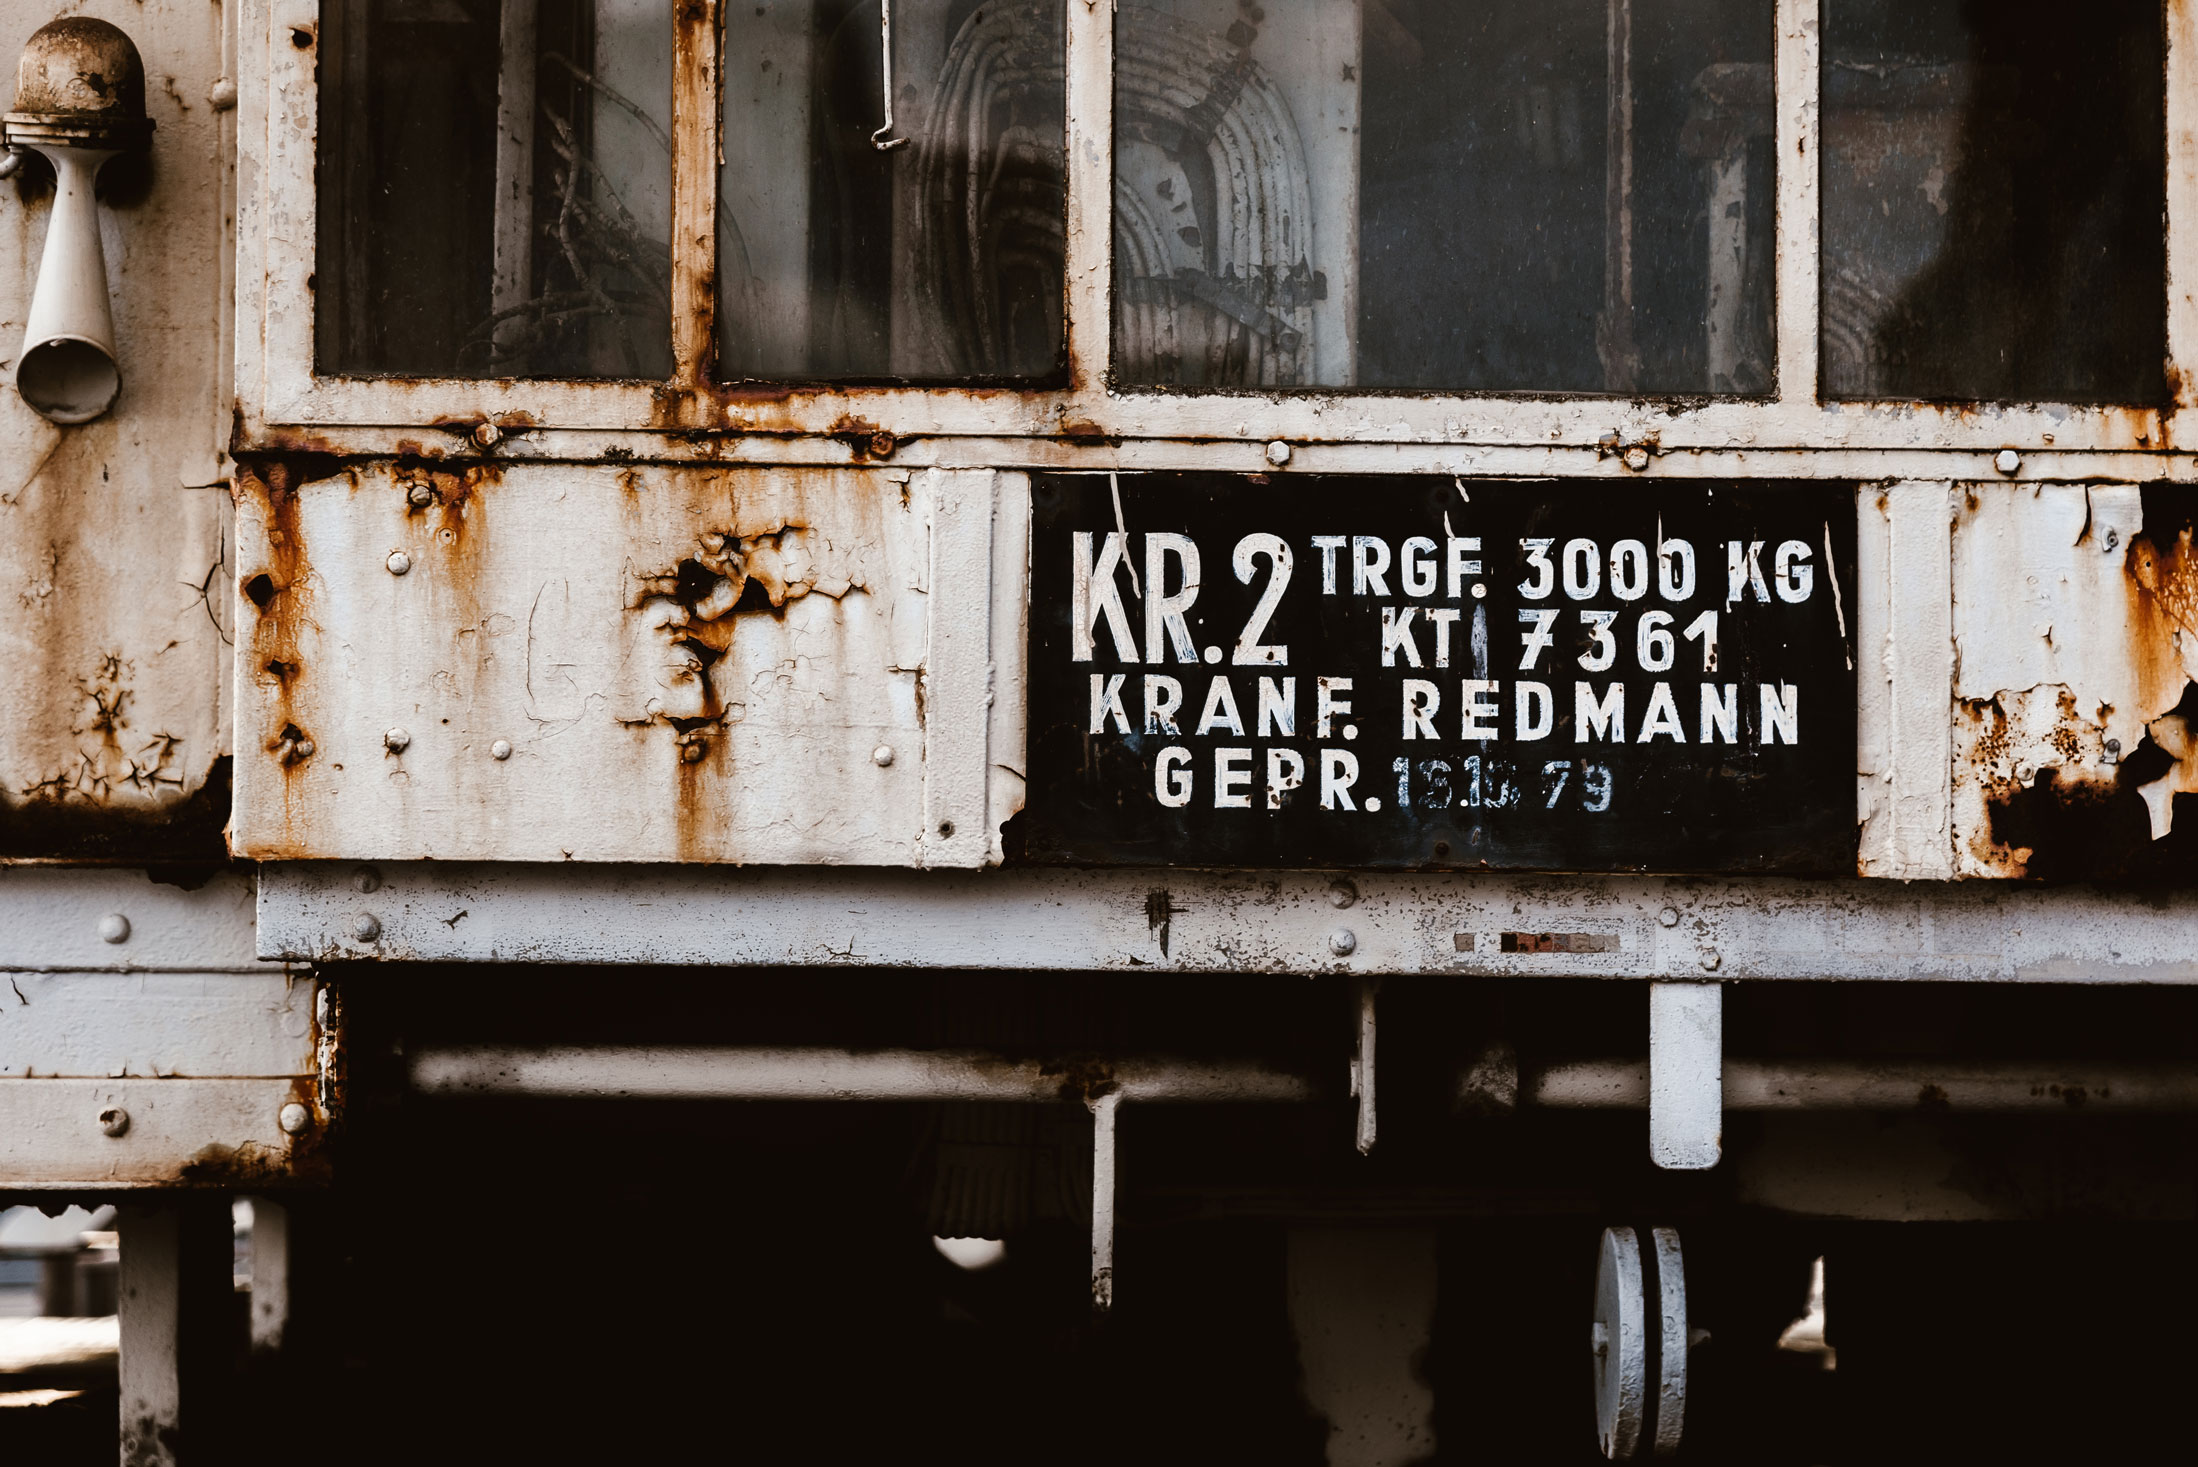 KR.2 TRGF. 3000 KG
KT 7361
KRANF. REDMANN
GEPR.